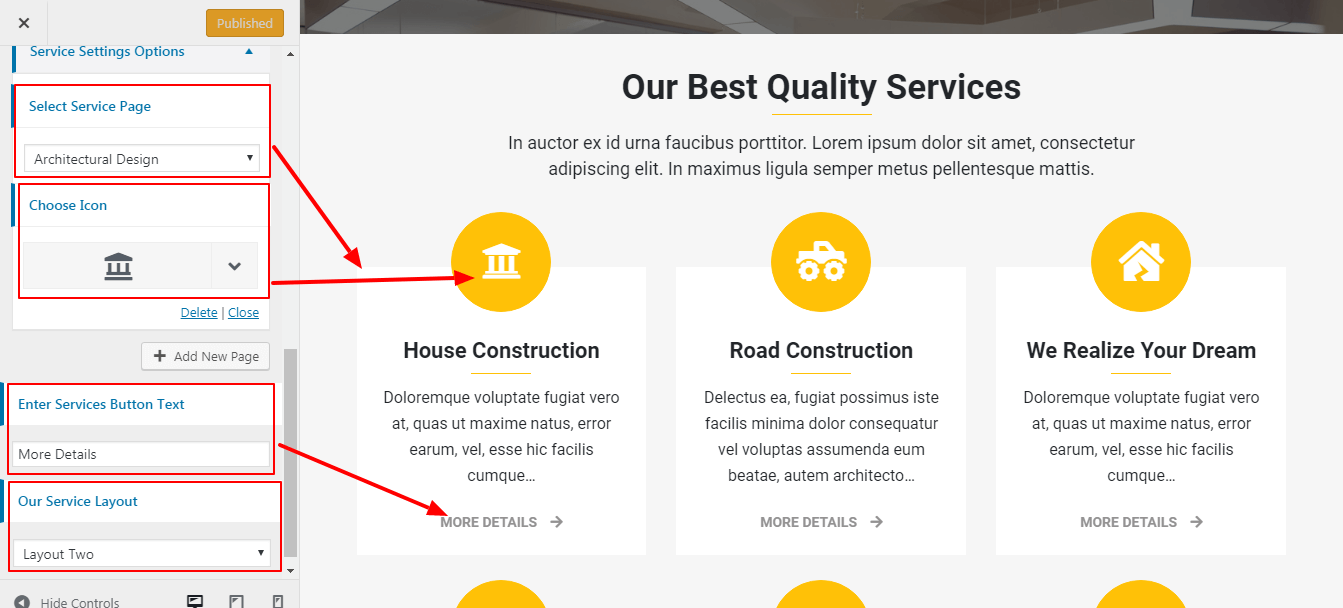 Published
Service Settings Options
Select Service Page
Architectural Design
Choose Icon
Delete | Close
Add New Page
Enter Services Button Text
More Details
Our Service Layout
Layout Two
Hide Controls
Our Best Quality Services
In auctor ex id urna faucibus porttitor. Lorem ipsum dolor sit amet, consectetur
adipiscing elit. In maximus ligula semper metus pellentesque mattis.
House Construction
Doloremque voluptate fugiat vero
at, quas ut maxime natus, error
earum, vel, esse hic facilis
cumque...
MORE DETAILS
Road Construction
Delectus ea, fugiat possimus iste
facilis minima dolor consequatur
vel voluptas assumenda eum
beatae, autem architecto...
MORE DETAILS
We Realize Your Dream
Doloremque voluptate fugiat vero
at, quas ut maxime natus, error
earum, vel, esse hic facilis
cumque...
MORE DETAILS